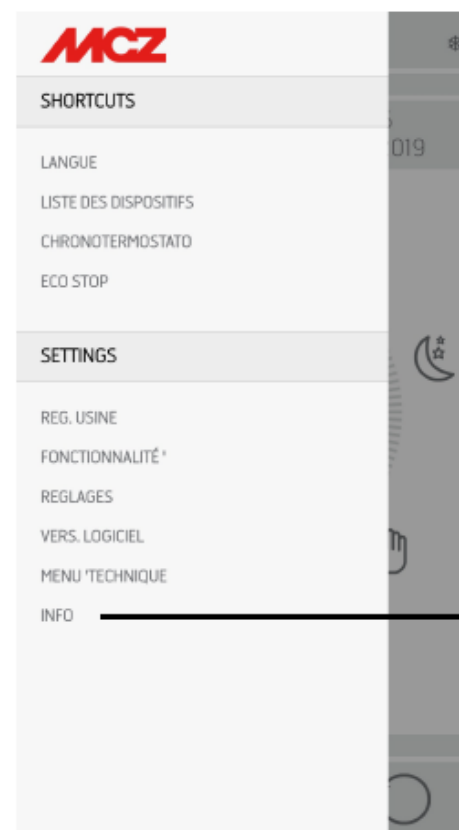 MCZ
SHORTCUTS
019
LANGUE
LISTE DES DISPOSITIFS
CHRONOTERMOSTATO
ECO STOP
SETTINGS
REG. USINE
FONCTIONNALITÉ '
REGLAGES
VERS. LOGICIEL
MENU 'TECHNIQUE
INFO